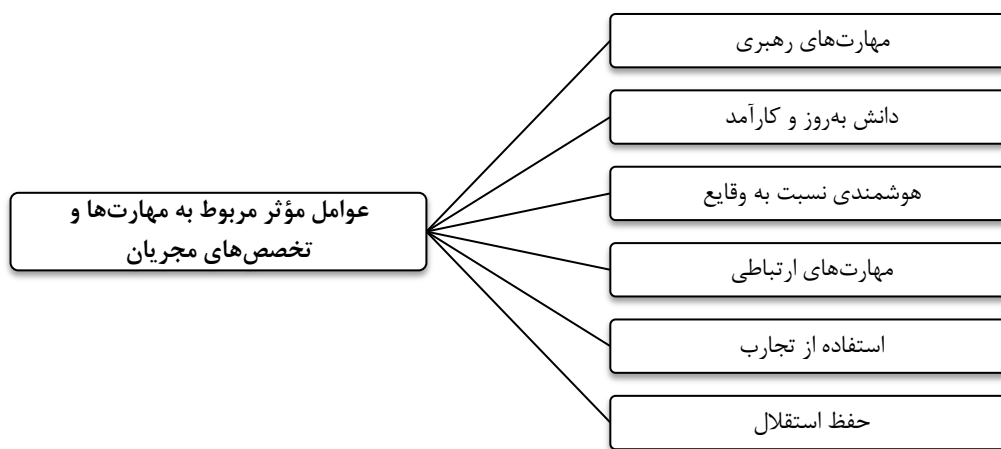 عوامل مؤثر مربوط به مهارت‌ها و
تخصص‌های مجریان
مهارت‌های رهبری
دانش به‌روز و کارآمد
هوشمندی نسبت به وقایع
مهارت‌های ارتباطی
استفاده از تجارب
حفظ استقلال